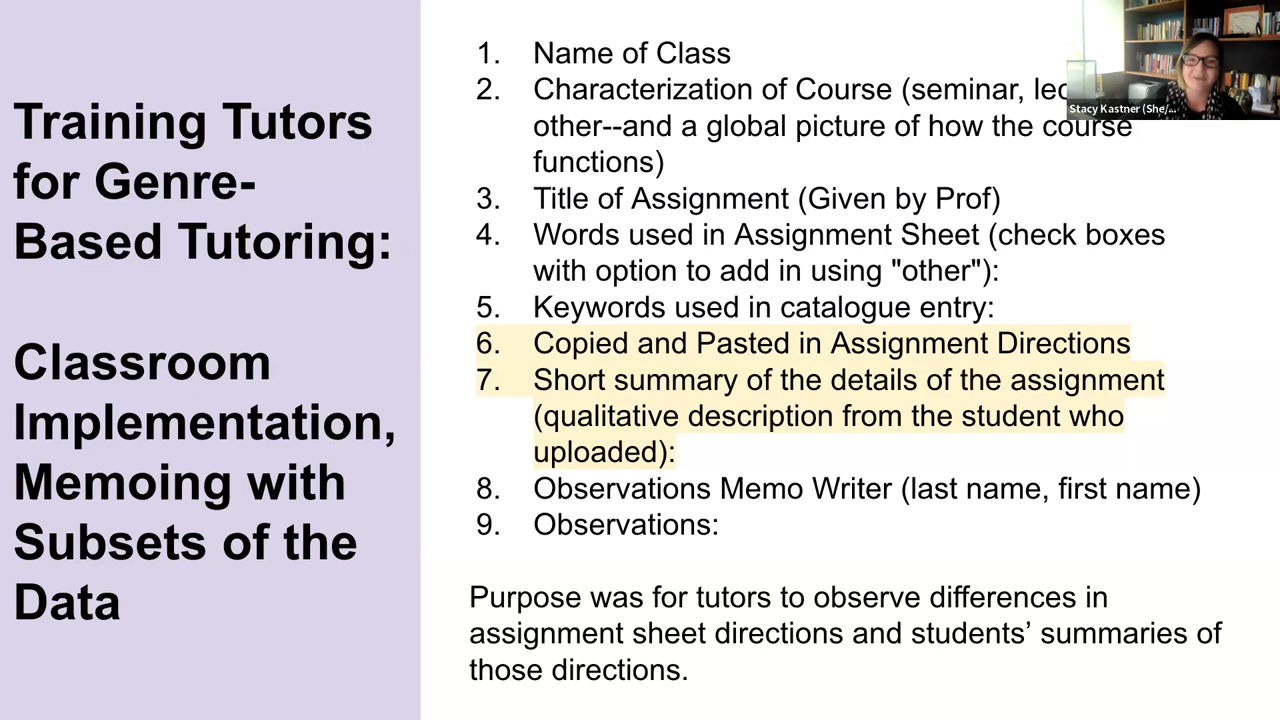 Training Tutors
for Genre-
Based Tutoring:
Classroom
Implementation,
Memoing with
Subsets of the
Data
1. Name of Class
2. Characterization of Course (seminar,
other--and a global picture of how the course
functions)
3. Title of Assignment (Given by Prof)
4. Words used in Assignment Sheet (check boxes
with option to add in using "other"):
5. Keywords used in catalogue entry:
6. Copied and Pasted in Assignment Directions
7. Short summary of the details of the assignment
(qualitative description from the student who
uploaded):
8. Observations Memo Writer (last name, first name)
9. Observations:
Purpose was for tutors to observe differences in
assignment sheet directions and students’ summaries of
those directions.
Stacy Kastner (She/...